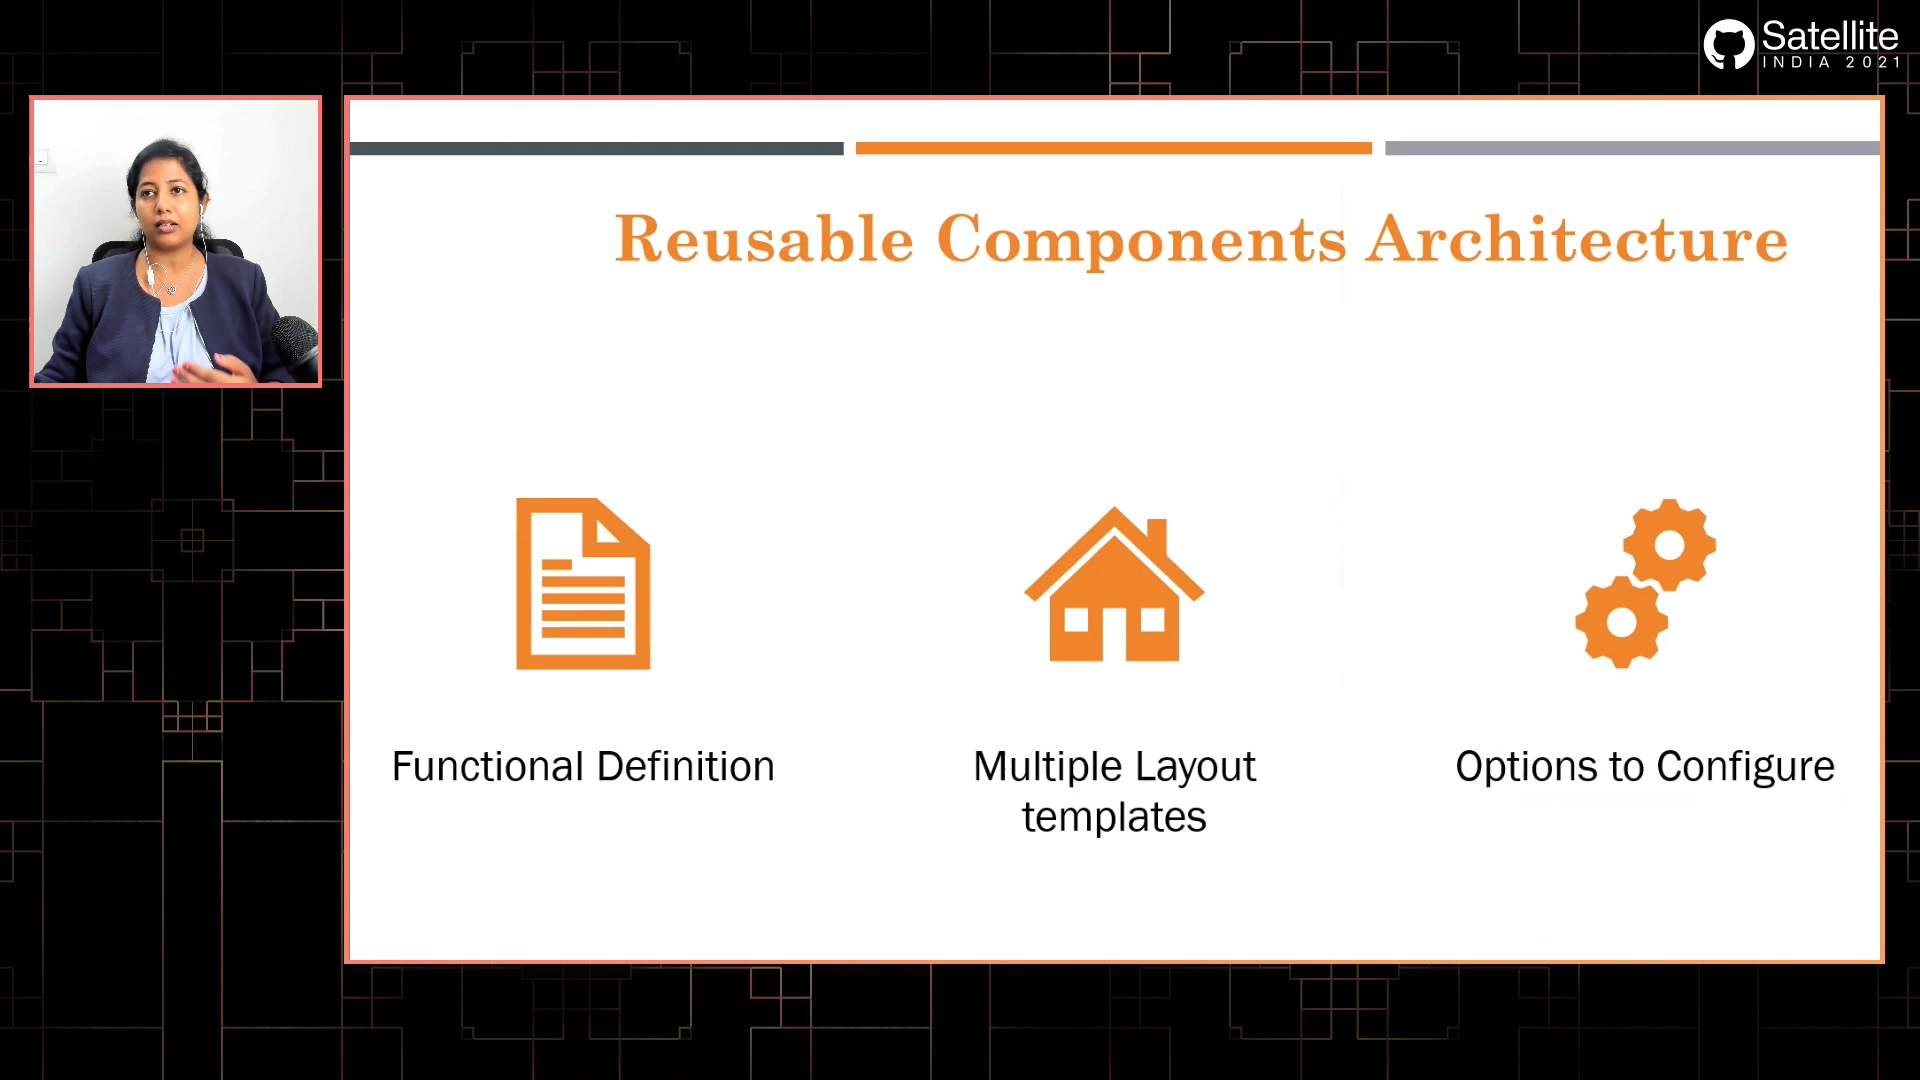 Satellite
INDIA 2021
Reusable Components Architecture
Functional Definition
Multiple Layout
templates
Options to Configure